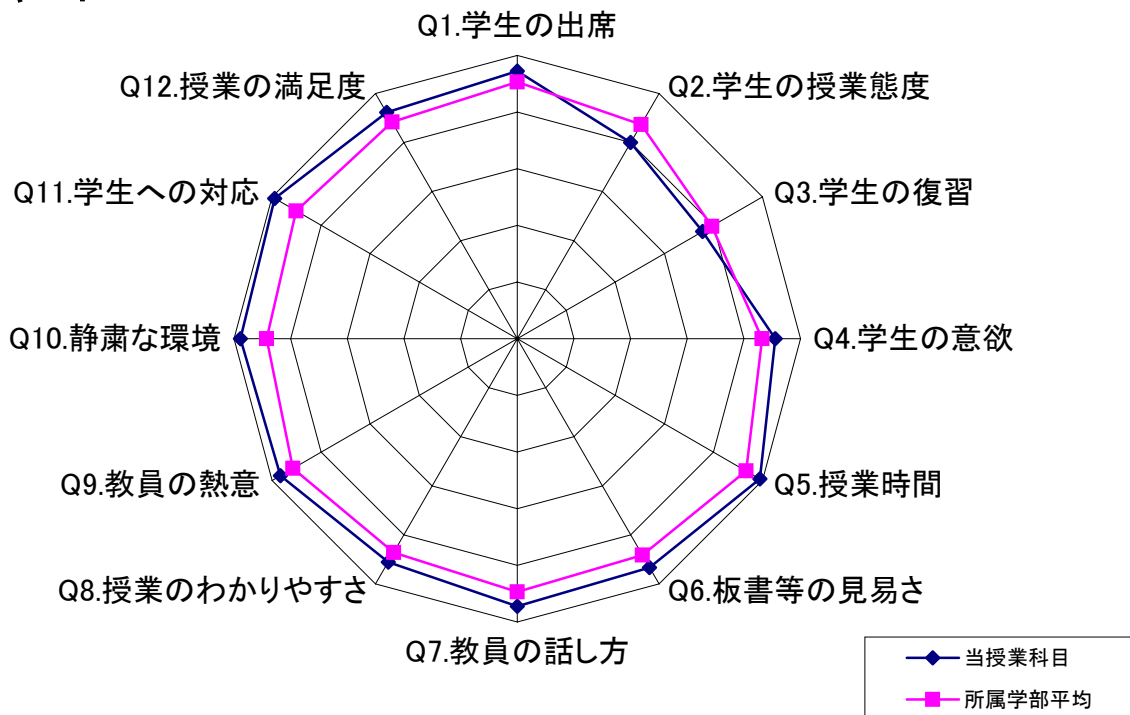 Q1.学生の出席
Q2.学生の授業態度
Q3.学生の復習
Q4.学生の意欲
Q5.授業時間
Q6.板書等の見易さ
Q7.教員の話し方
Q8.授業のわかりやすさ
Q9.教員の熱意
Q10.静粛な環境
Q11.学生への対応
Q12.授業の満足度
当授業科目
所属学部平均